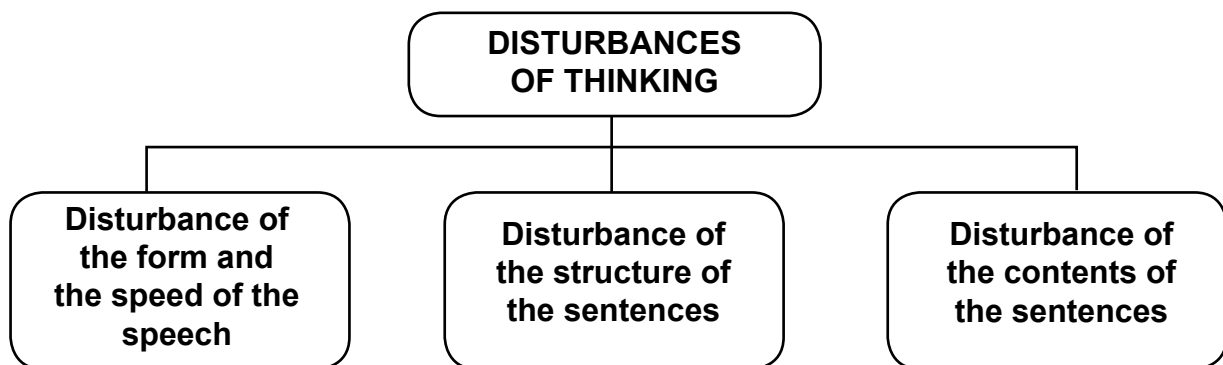 DISTURBANCES
OF THINKING
Disturbance of
the form and
the speed of the
speech
Disturbance of
the structure of
the sentences
Disturbance of
the contents of
the sentences